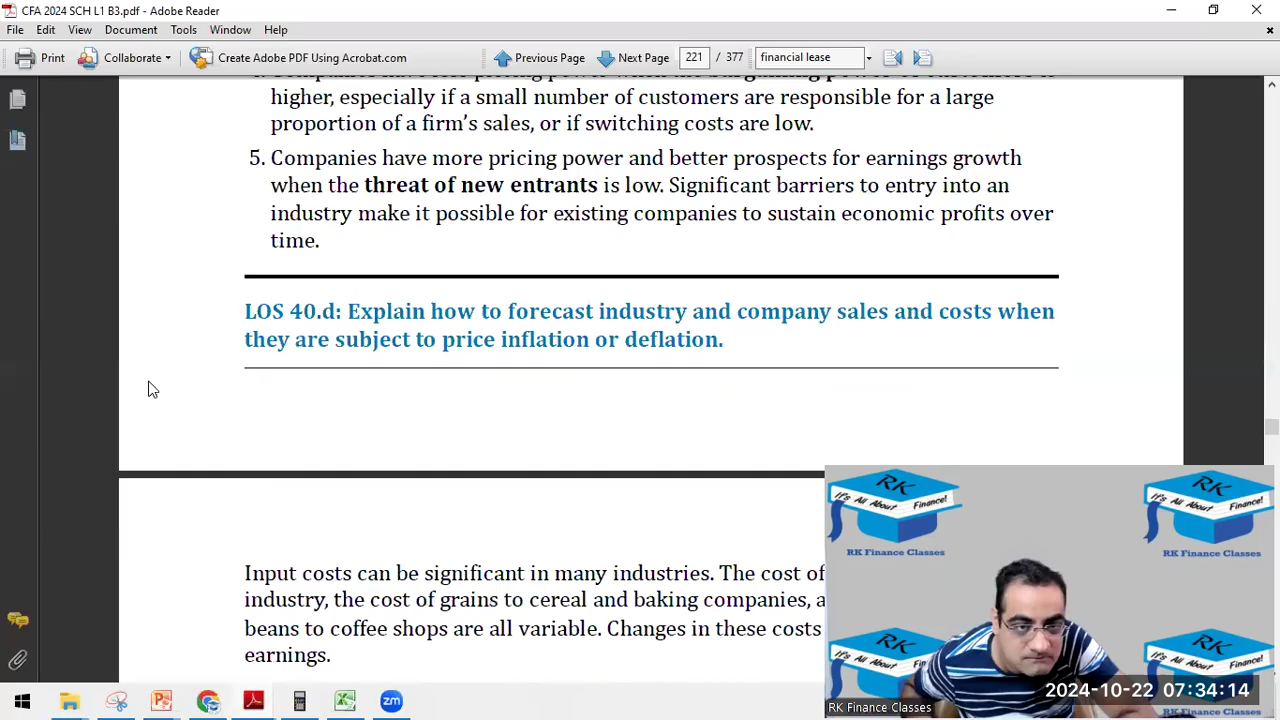 CFA 2024 SCH L1 B3.pdf - Adobe Reader
File Edit View Document Tools Window Help
Print Collaborate Create Adobe PDF Using Acrobat.com Previous Page Next Page 221 / 377 financial lease
higher, especially if a small number of customers are responsible for a large
proportion of a firm's sales, or if switching costs are low.
5. Companies have more pricing power and better prospects for earnings growth
when the threat of new entrants is low. Significant barriers to entry into an
industry make it possible for existing companies to sustain economic profits over
time.
LOS 40.d: Explain how to forecast industry and company sales and costs when
they are subject to price inflation or deflation.
Input costs can be significant in many industries. The cost of
industry, the cost of grains to cereal and baking companies,
beans to coffee shops are all variable. Changes in these costs
earnings.
RK
It's All About Finance!
RK Finance Classes
RK
It's All About Finance!
RK Finance Classes
RK
RK
2024-10-22 07:34:14
RK Finance Classes
RK Finance Classes